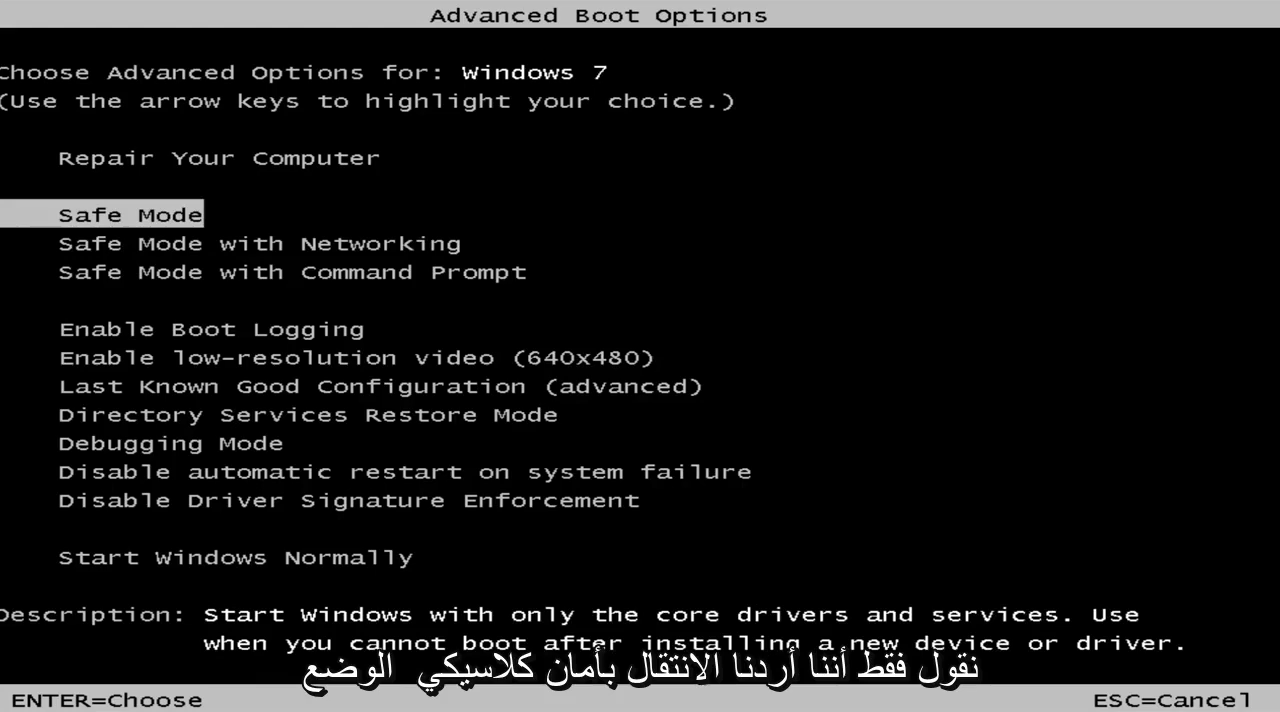 Advanced Boot Options
Choose Advanced Options for: Windows 7
(Use the arrow keys to highlight your choice.)
Repair Your Computer
Safe Mode
Safe Mode with Networking
Safe Mode with Command Prompt
Enable Boot Logging
Enable low-resolution video (640x480)
Last Known Good Configuration (advanced)
Directory Services Restore Mode
Debugging Mode
Disable automatic restart on system failure
Disable Driver Signature Enforcement
Start Windows Normally
Description: Start Windows with only the core drivers and services. Use
when you cannot boot after installing a new device or driver.
نقول فقط أننا أردنا الانتقال بأمان كلاسيكي الوضع
ENTER=Choose ESC=Cancel